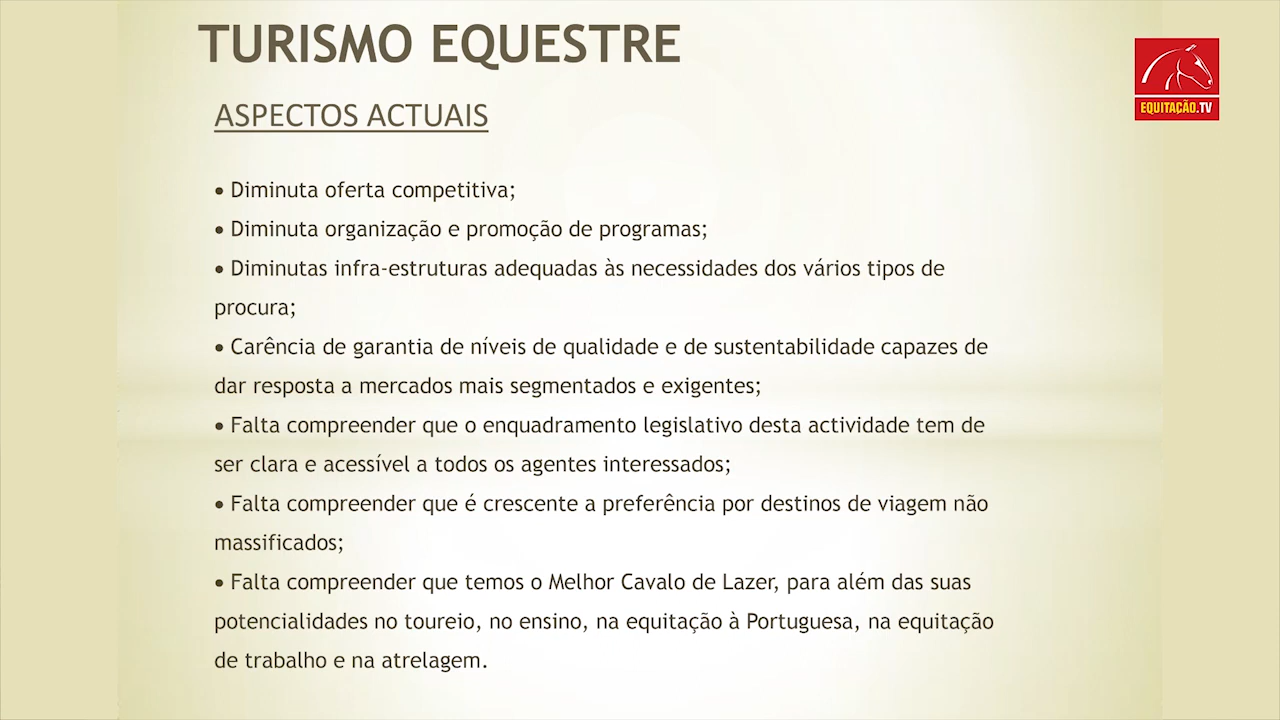 TURISMO EQUESTRE
EQUITAÇÃO.TV
ASPECTOS ACTUAIS
• Diminuta oferta competitiva;
• Diminuta organização e promoção de programas;
• Diminutas infra-estruturas adequadas às necessidades dos vários tipos de
procura;
• Carência de garantia de níveis de qualidade e de sustentabilidade capazes de
dar resposta a mercados mais segmentados e exigentes;
• Falta compreender que o enquadramento legislativo desta actividade tem de
ser clara e acessível a todos os agentes interessados;
• Falta compreender que é crescente a preferência por destinos de viagem não
massificados;
• Falta compreender que temos o Melhor Cavalo de Lazer, para além das suas
potencialidades no toureio, no ensino, na equitação à Portuguesa, na equitação
de trabalho e na atrelagem.